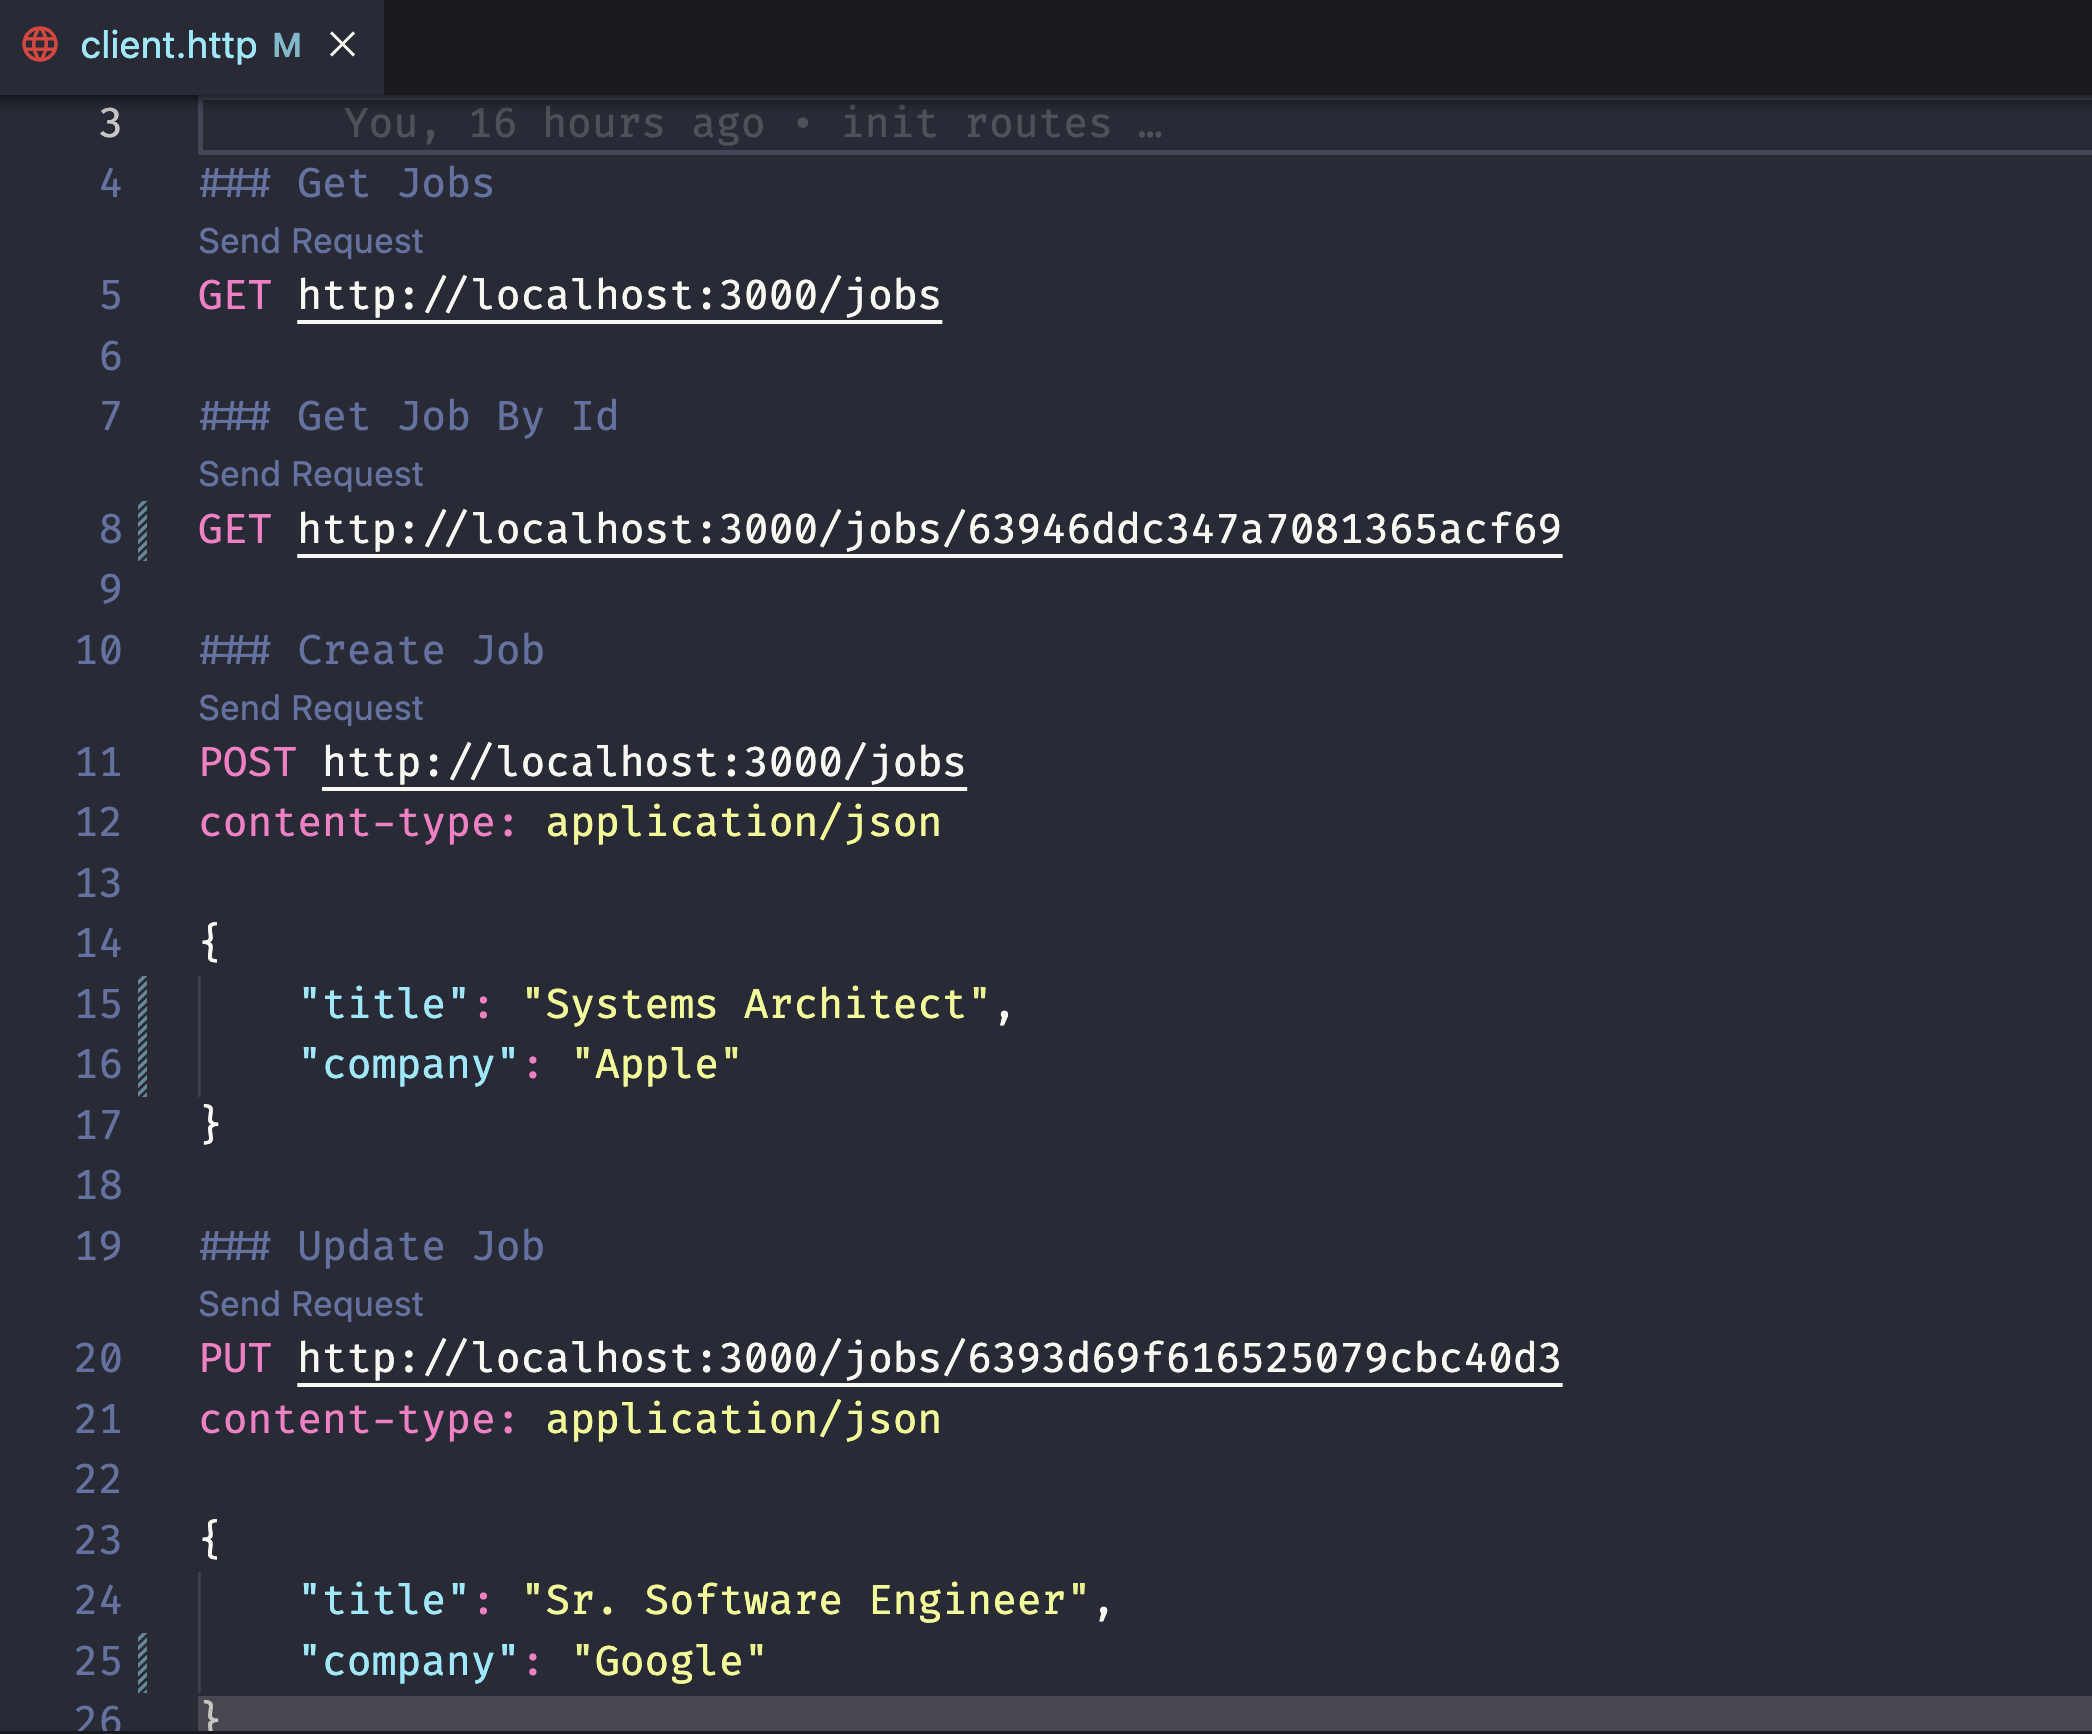 client.http M
3 You, 16 hours ago • init routes …
4 ### Get Jobs
Send Request
5 GET http://localhost:3000/jobs
6
7 ### Get Job By Id
Send Request
8 GET http://localhost:3000/jobs/63946ddc347a7081365acf69
9
10 ### Create Job
Send Request
11 POST http://localhost:3000/jobs
12 content-type: application/json
13
14 {
15 "title": "Systems Architect",
16 "company": "Apple"
17 }
18
19 ### Update Job
Send Request
20 PUT http://localhost:3000/jobs/6393d69f616525079cbc40d3
21 content-type: application/json
22
23 {
24 "title": "Sr. Software Engineer",
25 "company": "Google"
26 }